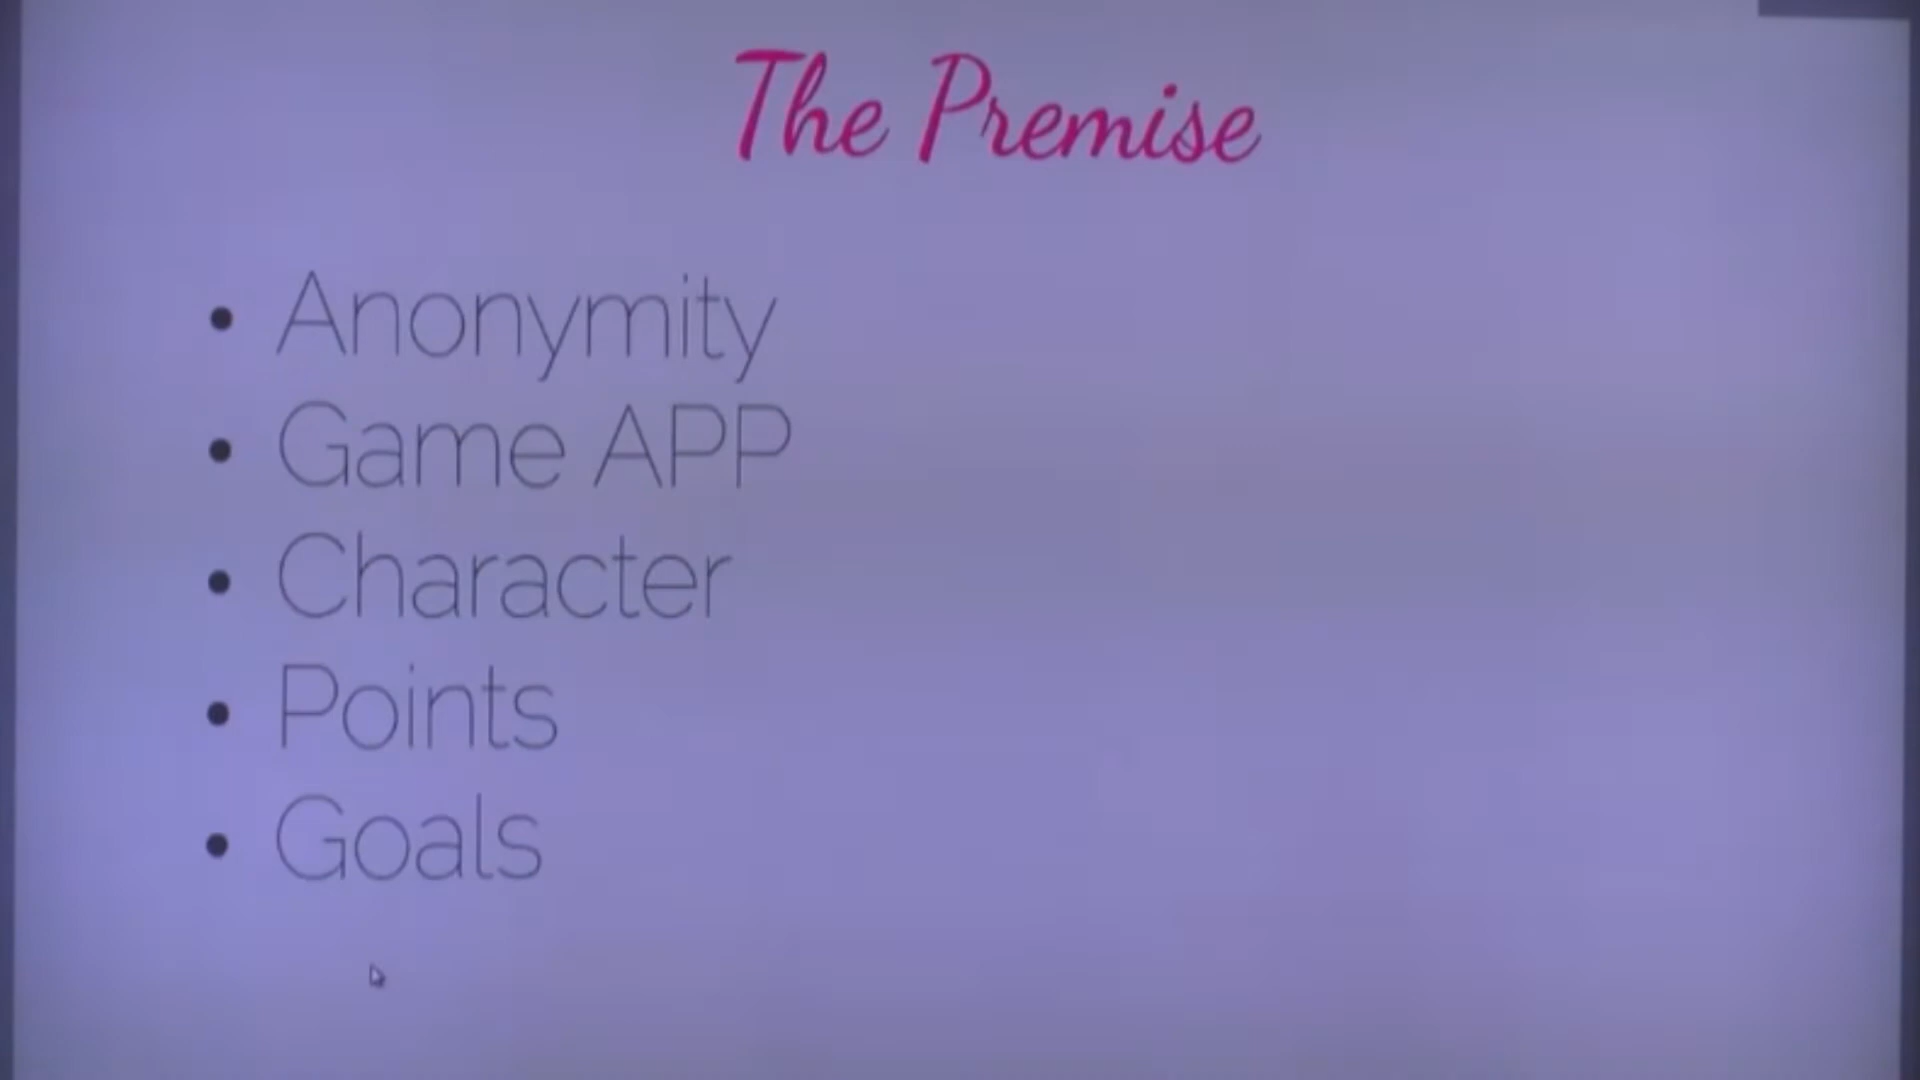 The Premise
• Anonymity
• Game APP
• Character
• Points
• Goals